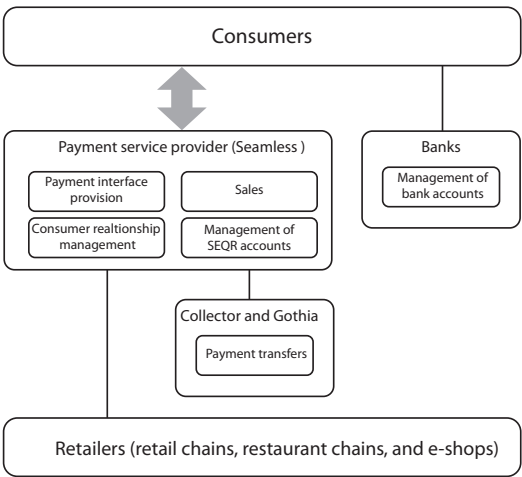 Consumers
Payment service provider (Seamless )
Payment interface
provision
Sales
Consumer realtionship
management
Management of
SEQR accounts
Banks
Management of
bank accounts
Collector and Gothia
Payment transfers
Retailers (retail chains, restaurant chains, and e-shops)